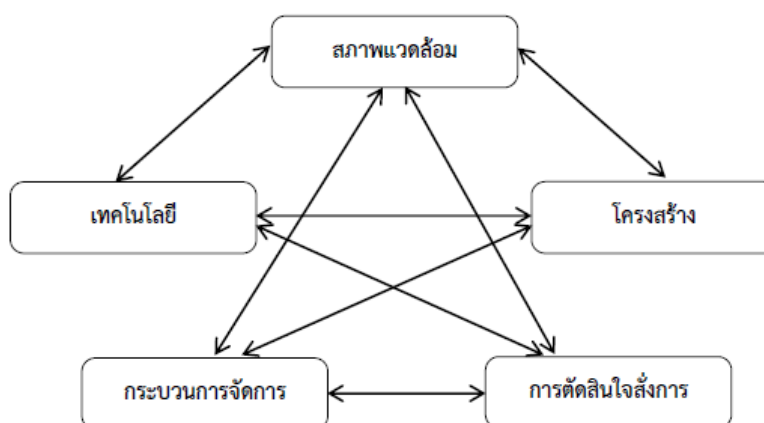 สภาพแวดล้อม
เทคโนโลยี
โครงสร้าง
กระบวนการจัดการ
การตัดสินใจสั่งการ